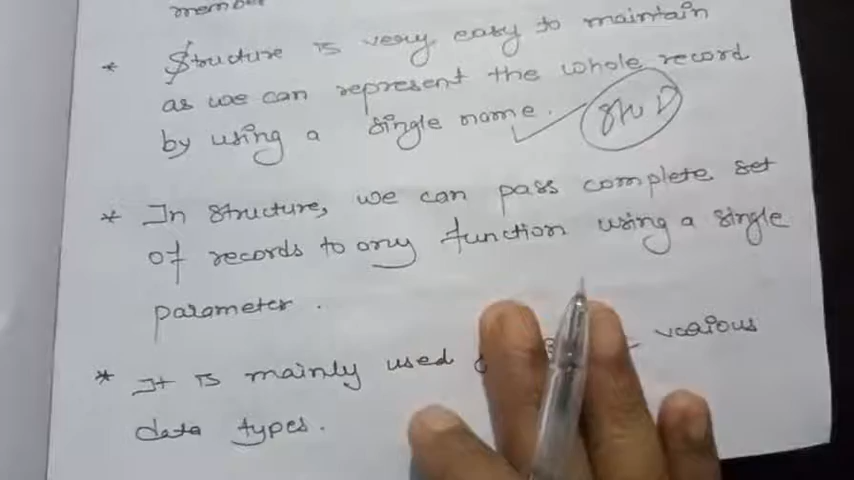 member
* Structure is very easy to maintain
as we can represent the whole record
by using a single name.
* In structure, we can pass complete set
of records to any function using a single
parameter.
* It is mainly used various
data types.